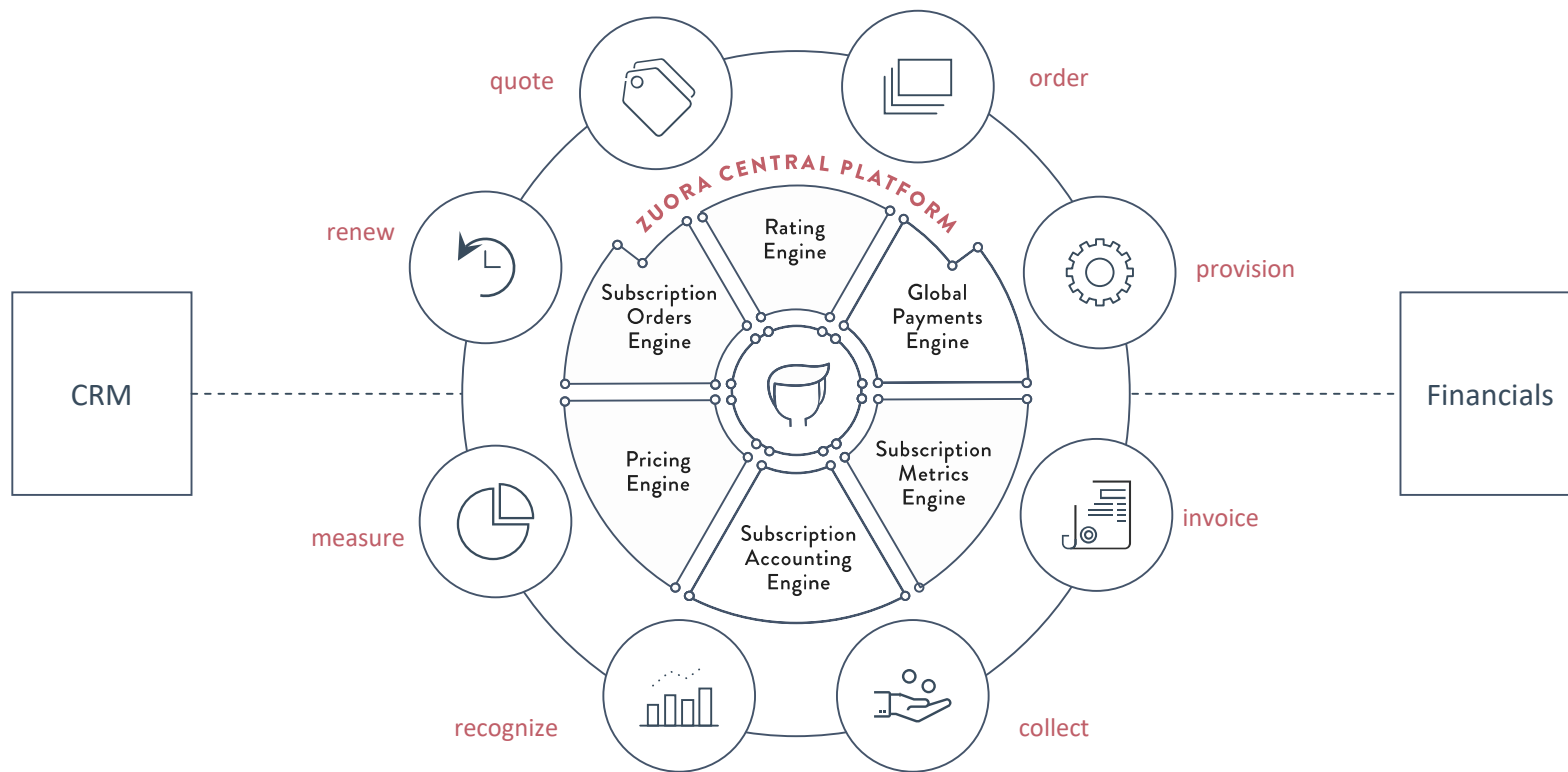 quote
order
ZUORA CENTRAL PLATFORM
renew
provision
Rating
Engine
Subscription
Orders
Engine
Global
Payments
Engine
CRM
Financials
Pricing
Engine
Subscription
Metrics
Engine
measure
invoice
Subscription
Accounting
Engine
recognize
collect